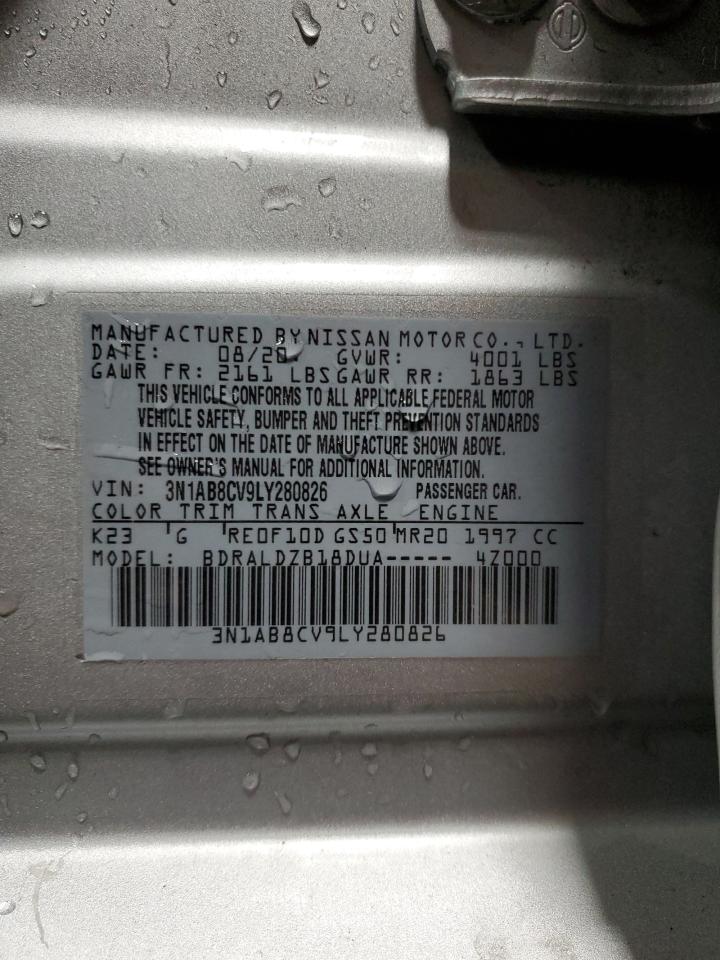 MANUFACTURED BY NISSAN MOTOR CO., LTD.
DATE: 08/20 GVWR: 4001 LBS
GAWR FR: 2161 LBS GAWR RR: 1863 LBS
THIS VEHICLE CONFORMS TO ALL APPLICABLE FEDERAL MOTOR
VEHICLE SAFETY, BUMPER AND THEFT PREVENTION STANDARDS
IN EFFECT ON THE DATE OF MANUFACTURE SHOWN ABOVE.
SEE OWNER'S MANUAL FOR ADDITIONAL INFORMATION.
VIN: 3N1AB8CV9LY280826 PASSENGER CAR.
COLOR TRIM TRANS AXLE ENGINE
K23 G RE0F10D GS50 MR20 1997 CC
MODEL: BDRALDZB18DUA----- 4Z000
3N1AB8CV9LY280826